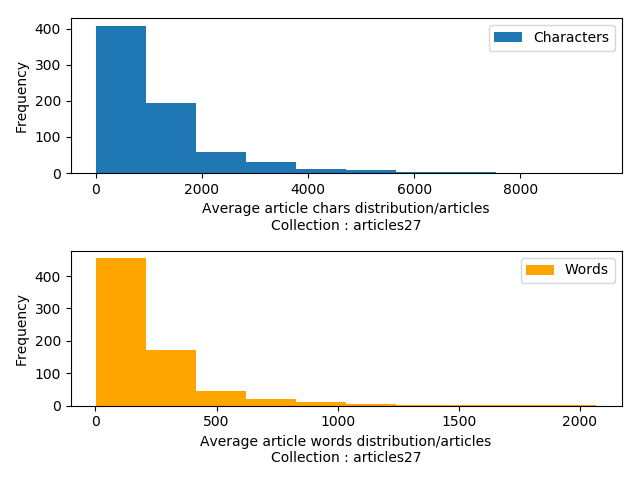 Characters
Frequency
400
300
200
100
0
0 2000 4000 6000 8000
Average article chars distribution/articles
Collection : articles27
Words
Frequency
400
300
200
100
0
0 500 1000 1500 2000
Average article words distribution/articles
Collection : articles27